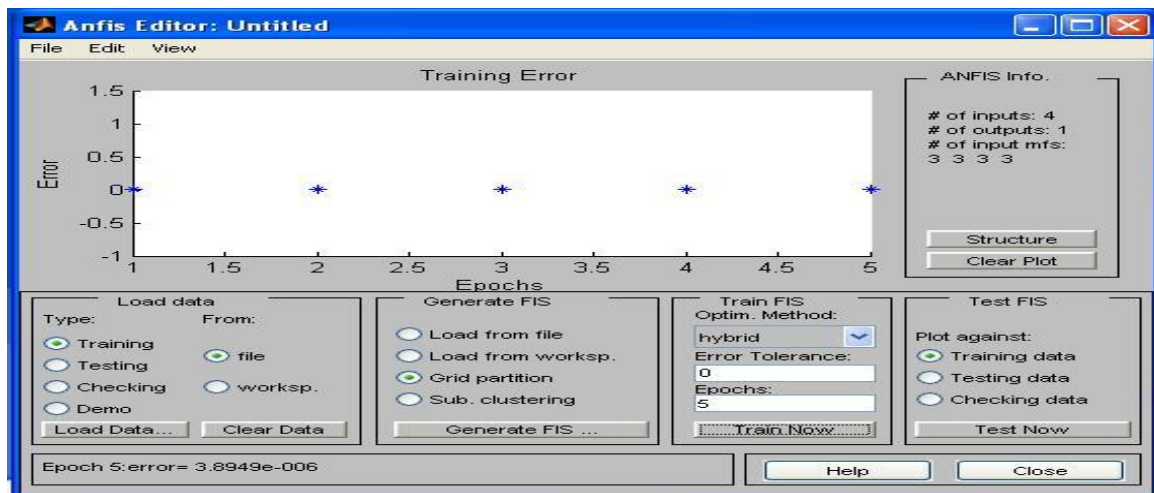 Anfis Editor: Untitled
File Edit View
Training Error
1.5
1
0.5
0
-0.5
-1
Error
1 1.5 2 2.5 3 3.5 4 4.5 5
Epochs
ANFIS Info.
# of inputs: 4
# of outputs: 1
# of input mfs:
3 3 3 3
Structure
Clear Plot
Load data
Type: From:
Training
Testing
Checking
Demo
file
worksp.
Load Data... Clear Data
Generate FIS
Load from file
Load from worksp.
Grid partition
Sub. clustering
Generate FIS ...
Train FIS
Optim. Method:
hybrid
Error Tolerance:
0
Epochs:
5
Train Now
Test FIS
Plot against:
Training data
Testing data
Checking data
Test Now
Epoch 5:error= 3.8949e-006
Help
Close